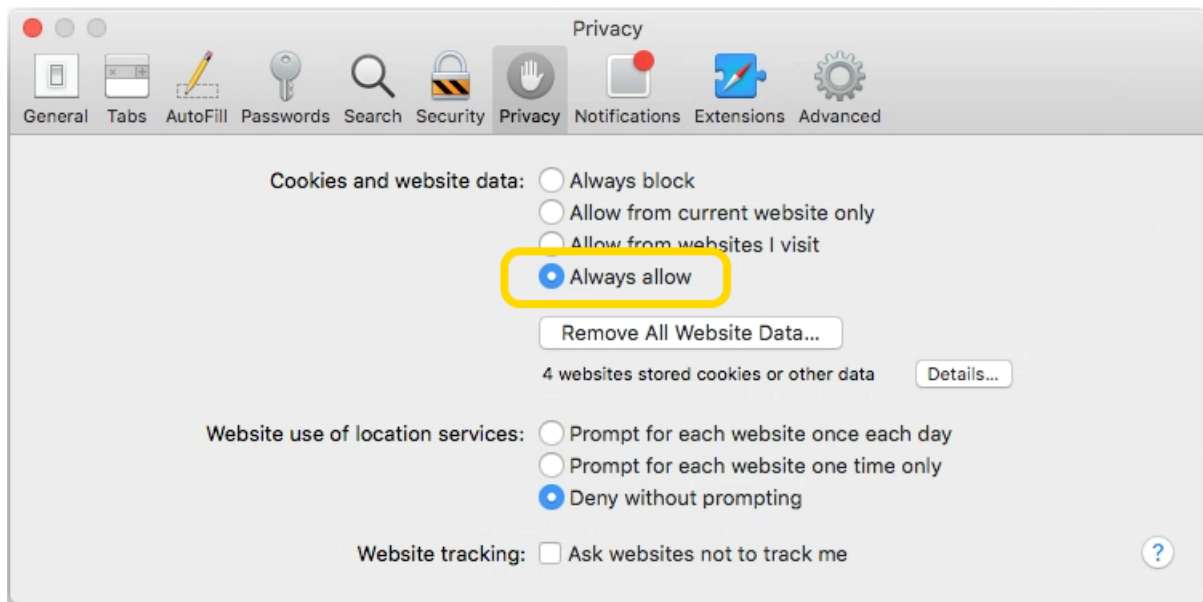 Privacy
General Tabs AutoFill Passwords Search Security Privacy Notifications Extensions Advanced
Cookies and website data: Always block
Allow from current website only
Allow from websites I visit
Always allow
Remove All Website Data...
4 websites stored cookies or other data Details...
Website use of location services: Prompt for each website once each day
Prompt for each website one time only
Deny without prompting
Website tracking: Ask websites not to track me ?